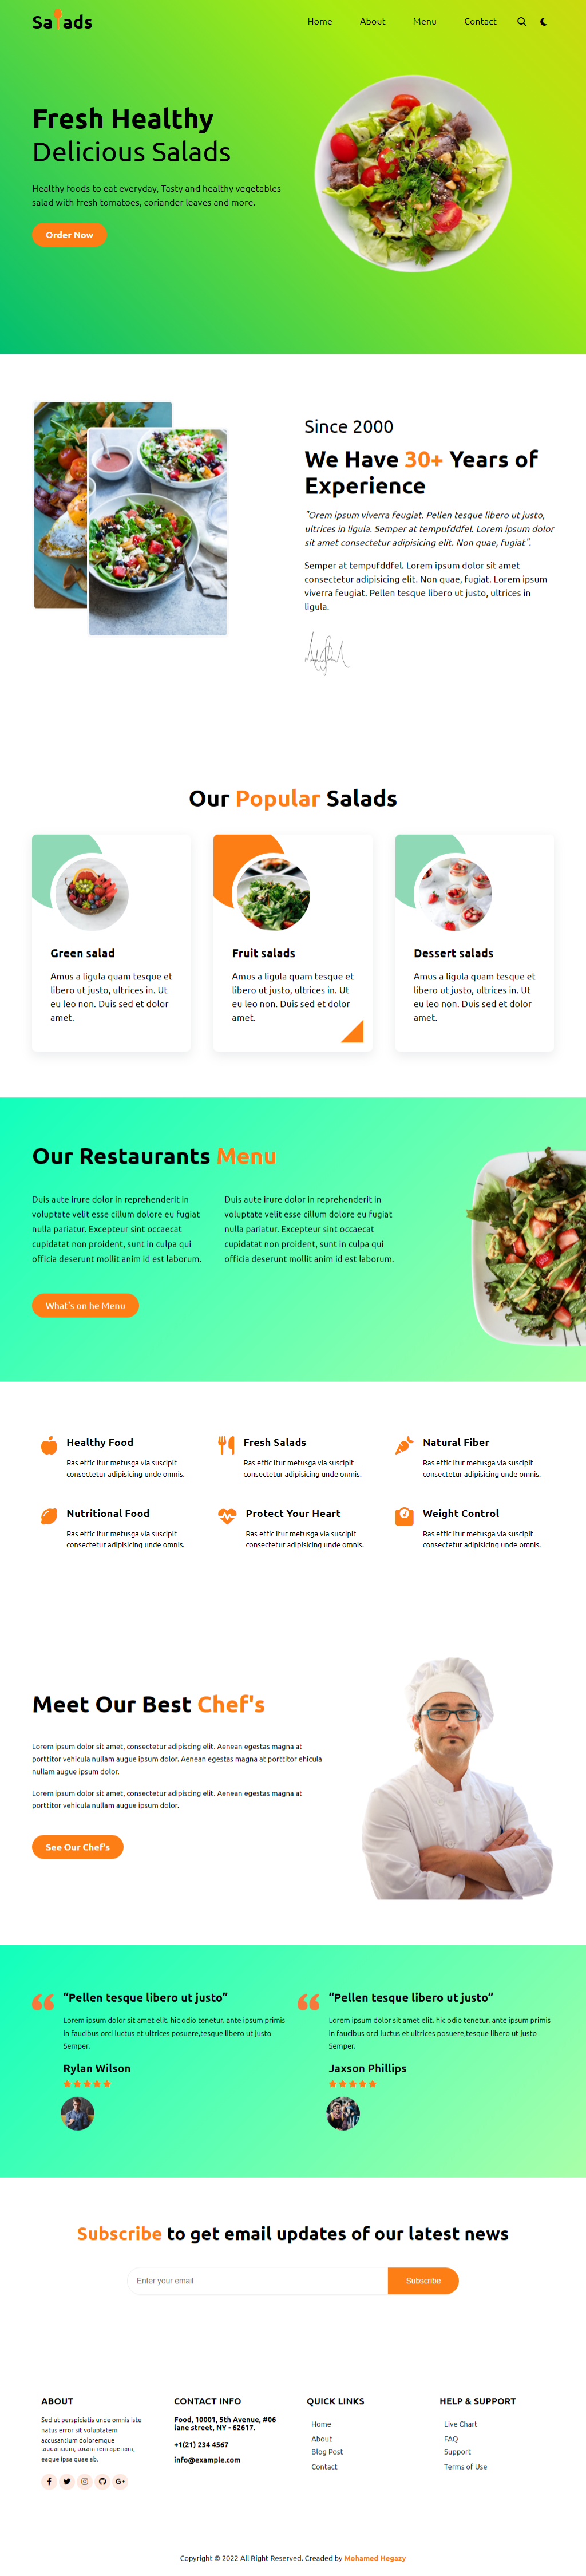 Salads
Home
About
Menu
Contact
Fresh Healthy
Delicious Salads
Healthy foods to eat everyday, Tasty and healthy vegetables
salad with fresh tomatoes, coriander leaves and more.
Order Now
Since 2000
We Have 30+ Years of
Experience
"Orem ipsum viverra feugiat. Pellen tesque libero ut justo,
ultrices in ligula. Semper at tempufddfel. Lorem ipsum dolor
sit amet consectetur adipisicing elit. Non quae, fugiat".
Semper at tempufddfel. Lorem ipsum dolor sit amet
consectetur adipisicing elit. Non quae, fugiat. Lorem ipsum
viverra feugiat. Pellen tesque libero ut justo, ultrices in
ligula.
Our Popular Salads
Green salad
Amus a ligula quam tesque et
libero ut justo, ultrices in. Ut
eu leo non. Duis sed et dolor
amet.
Fruit salads
Amus a ligula quam tesque et
libero ut justo, ultrices in. Ut
eu leo non. Duis sed et dolor
amet.
Dessert salads
Amus a ligula quam tesque et
libero ut justo, ultrices in. Ut
eu leo non. Duis sed et dolor
amet.
Our Restaurants Menu
Duis aute irure dolor in reprehenderit in
voluptate velit esse cillum dolore eu fugiat
nulla pariatur. Excepteur sint occaecat
cupidatat non proident, sunt in culpa qui
officia deserunt mollit anim id est laborum.
Duis aute irure dolor in reprehenderit in
voluptate velit esse cillum dolore eu fugiat
nulla pariatur. Excepteur sint occaecat
cupidatat non proident, sunt in culpa qui
officia deserunt mollit anim id est laborum.
What's on he Menu
Healthy Food
Ras effic itur metusga via suscipit
consectetur adipisicing unde omnis.
Fresh Salads
Ras effic itur metusga via suscipit
consectetur adipisicing unde omnis.
Natural Fiber
Ras effic itur metusga via suscipit
consectetur adipisicing unde omnis.
Nutritional Food
Ras effic itur metusga via suscipit
consectetur adipisicing unde omnis.
Protect Your Heart
Ras effic itur metusga via suscipit
consectetur adipisicing unde omnis.
Weight Control
Ras effic itur metusga via suscipit
consectetur adipisicing unde omnis.
Meet Our Best Chef's
Lorem ipsum dolor sit amet, consectetur adipiscing elit. Aenean egestas magna at
porttitor vehicula nullam augue ipsum dolor. Aenean egestas magna at porttitor ehicula
nullam augue ipsum dolor.
Lorem ipsum dolor sit amet, consectetur adipiscing elit. Aenean egestas magna at
porttitor vehicula nullam augue ipsum dolor.
See Our Chef's
“Pellen tesque libero ut justo”
Lorem ipsum dolor sit amet elit. hic odio tenetur. ante ipsum primis
in faucibus orci luctus et ultrices posuere,tesque libero ut justo
Semper.
Rylan Wilson
“Pellen tesque libero ut justo”
Lorem ipsum dolor sit amet elit. hic odio tenetur. ante ipsum primis
in faucibus orci luctus et ultrices posuere,tesque libero ut justo
Semper.
Jaxson Phillips
Subscribe to get email updates of our latest news
Enter your email
Subscribe
ABOUT
Sed ut perspiciatis unde omnis iste
natus error sit voluptatem
accusantium doloremque
laudantium, totam rem aperiam,
eaque ipsa quae ab.
CONTACT INFO
Food, 10001, 5th Avenue, #06
lane street, NY - 62617.
+1(21) 234 4567
info@example.com
QUICK LINKS
Home
About
Blog Post
Contact
HELP & SUPPORT
Live Chart
FAQ
Support
Terms of Use
Copyright © 2022 All Right Reserved. Creaded by Mohamed Hegazy